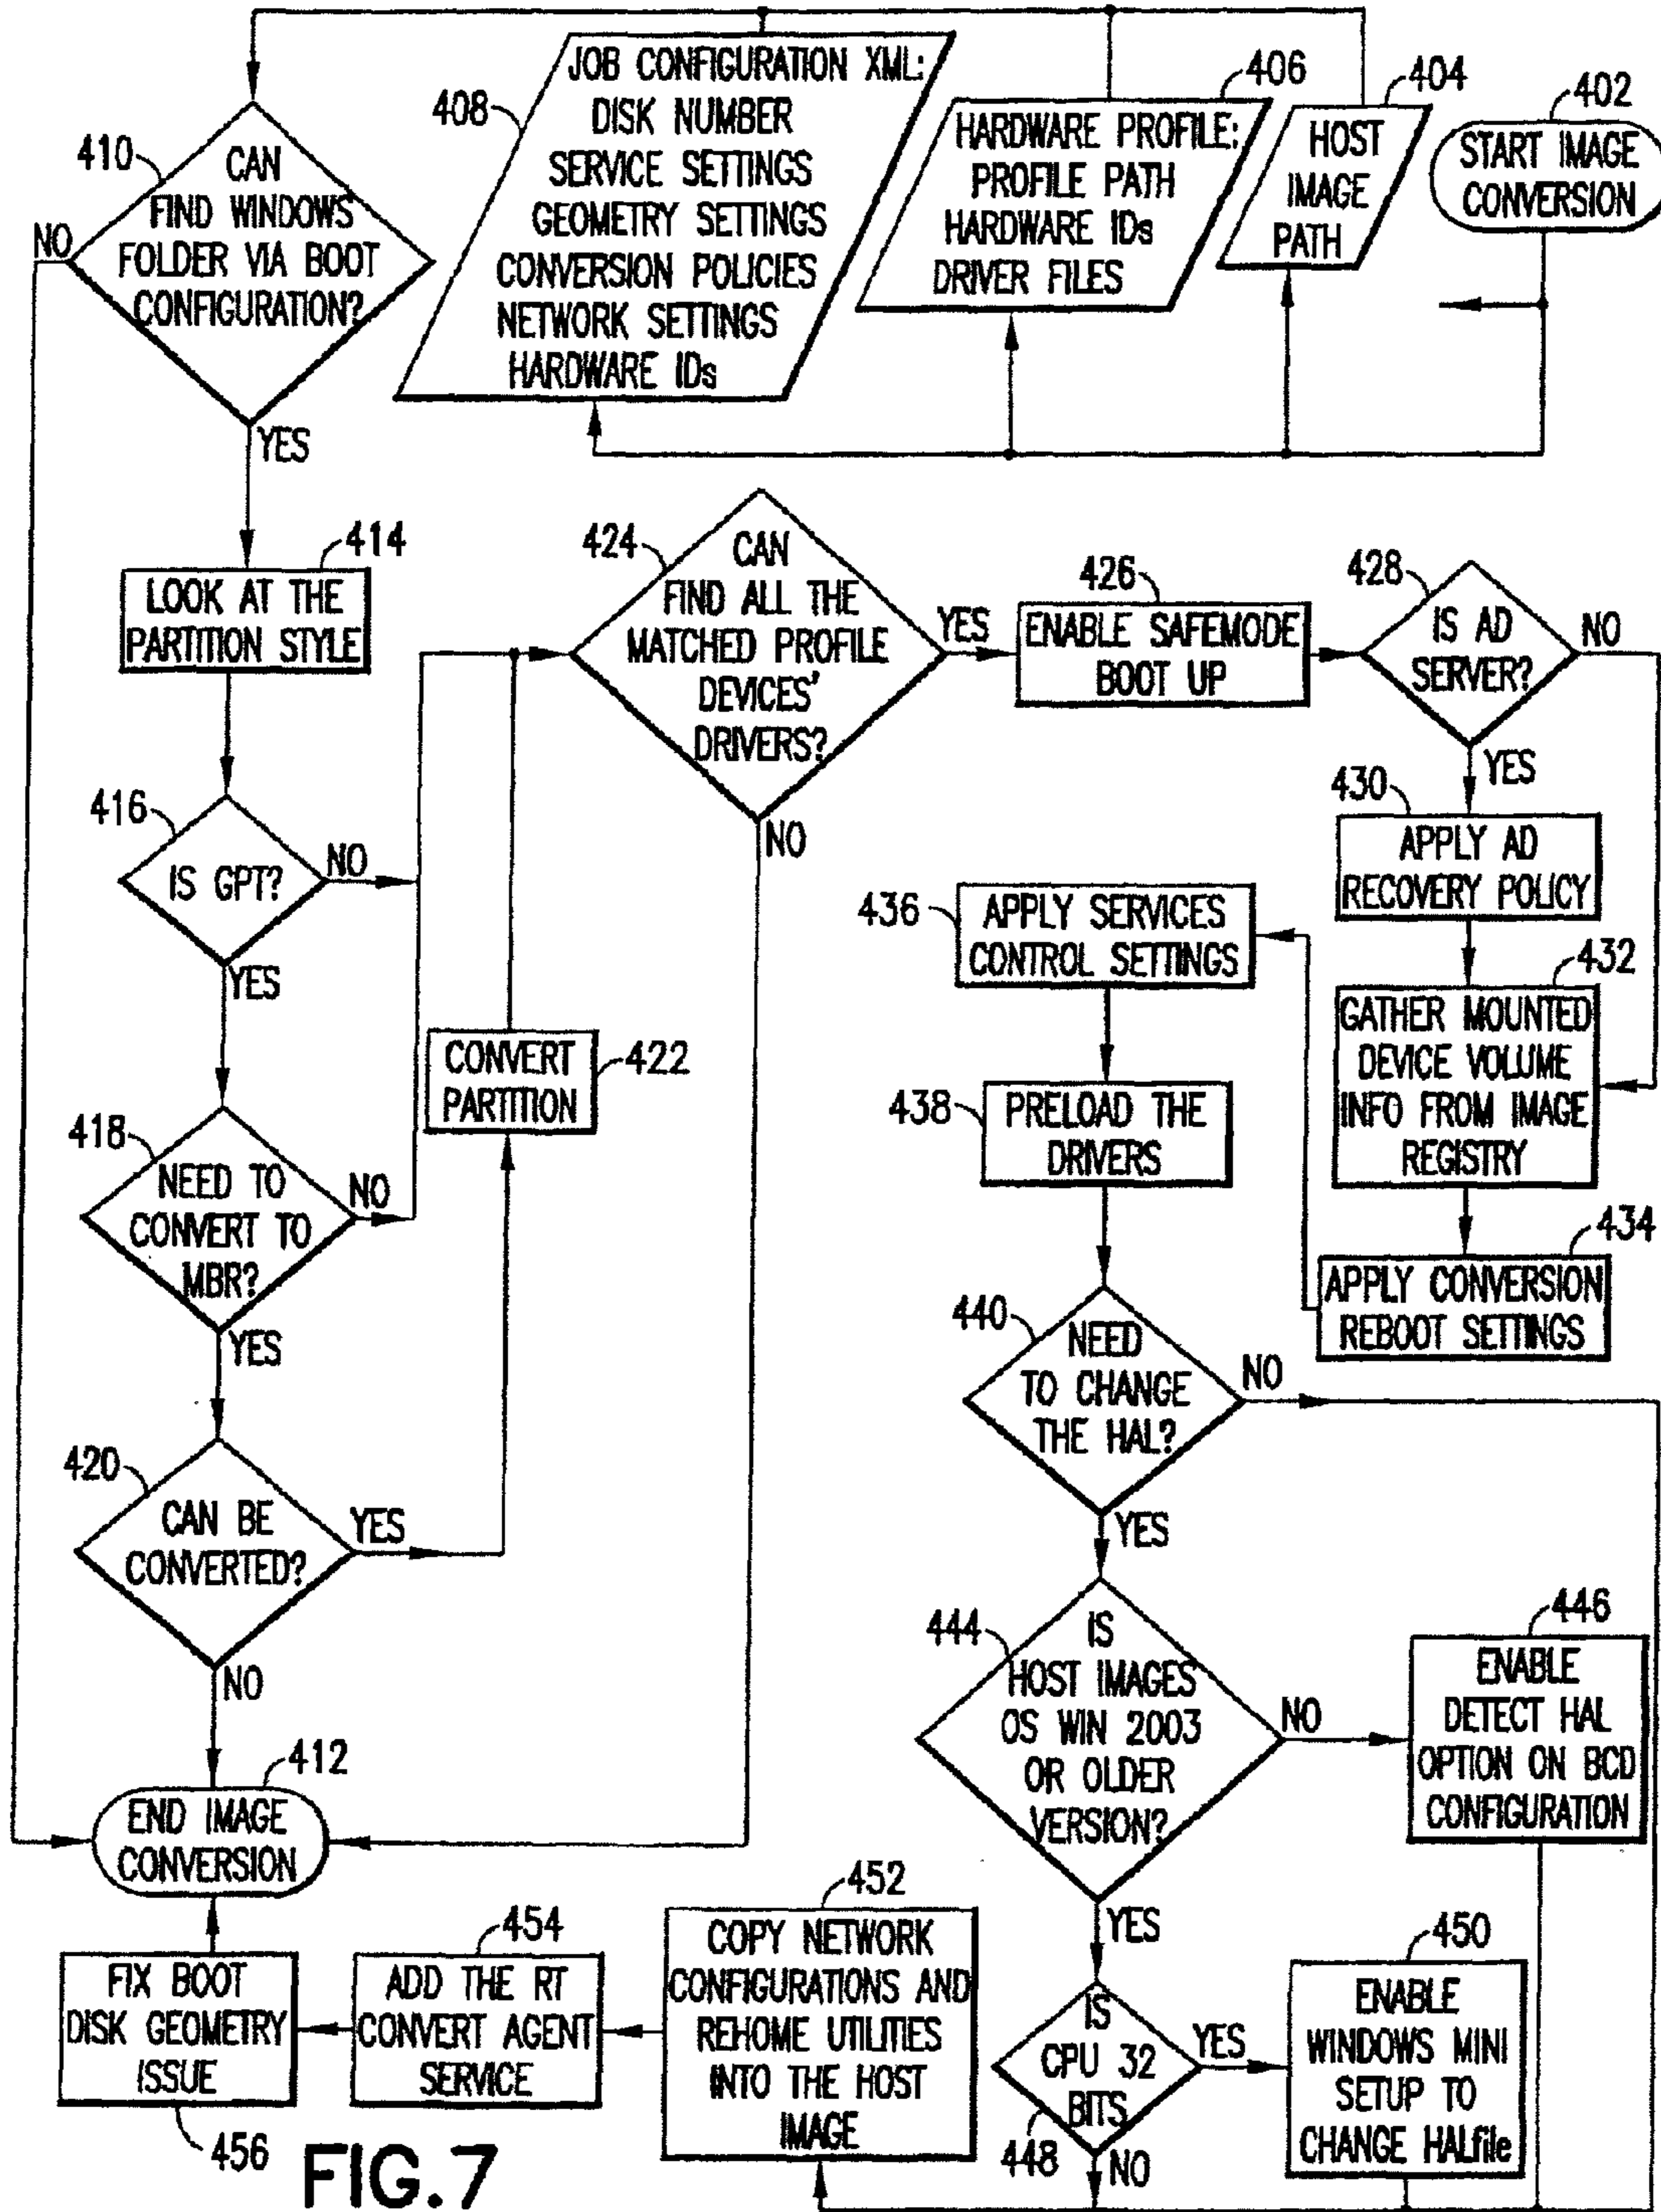 408
JOB CONFIGURATION XML:
DISK NUMBER
SERVICE SETTINGS
GEOMETRY SETTINGS
CONVERSION POLICIES
NETWORK SETTINGS
HARDWARE IDs
406
HARDWARE PROFILE:
PROFILE PATH
HARDWARE IDs
DRIVER FILES
404
HOST
IMAGE
PATH
402
START IMAGE
CONVERSION
410
CAN
FIND WINDOWS
FOLDER VIA BOOT
CONFIGURATION?
NO
YES
414
LOOK AT THE
PARTITION STYLE
416
IS GPT?
NO
YES
418
NEED TO
CONVERT TO
MBR?
NO
YES
420
CAN BE
CONVERTED?
YES
NO
422
CONVERT
PARTITION
412
END IMAGE
CONVERSION
424
CAN
FIND ALL THE
MATCHED PROFILE
DEVICES'
DRIVERS?
YES
NO
426
ENABLE SAFEMODE
BOOT UP
428
IS AD
SERVER?
NO
YES
430
APPLY AD
RECOVERY POLICY
432
GATHER MOUNTED
DEVICE VOLUME
INFO FROM IMAGE
REGISTRY
434
APPLY CONVERSION
REBOOT SETTINGS
436
APPLY SERVICES
CONTROL SETTINGS
438
PRELOAD THE
DRIVERS
440
NEED
TO CHANGE
THE HAL?
NO
YES
444
IS
HOST IMAGES
OS WIN 2003
OR OLDER
VERSION?
NO
YES
446
ENABLE
DETECT HAL
OPTION ON BCD
CONFIGURATION
448
IS
CPU 32
BITS
YES
NO
450
ENABLE
WINDOWS MINI
SETUP TO
CHANGE HALfile
452
COPY NETWORK
CONFIGURATIONS AND
REHOME UTILITIES
INTO THE HOST
IMAGE
454
ADD THE RT
CONVERT AGENT
SERVICE
FIX BOOT
DISK GEOMETRY
ISSUE
456
FIG.7